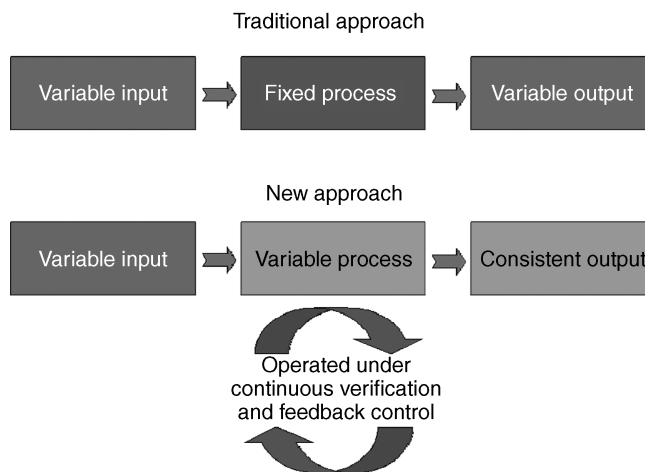 Traditional approach
Variable input
Fixed process
Variable output
New approach
Variable input
Variable process
Consistent output
Operated under
continuous verification
and feedback control